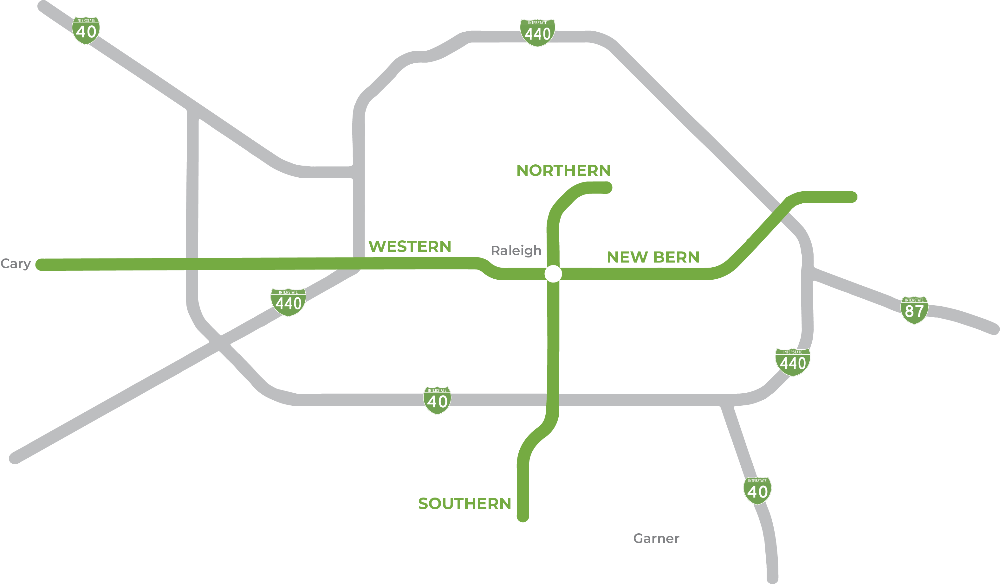 INTERSTATE
40
INTERSTATE
440
NORTHERN
WESTERN
Raleigh
NEW BERN
Cary
INTERSTATE
440
INTERSTATE
87
INTERSTATE
440
INTERSTATE
40
INTERSTATE
40
SOUTHERN
Garner